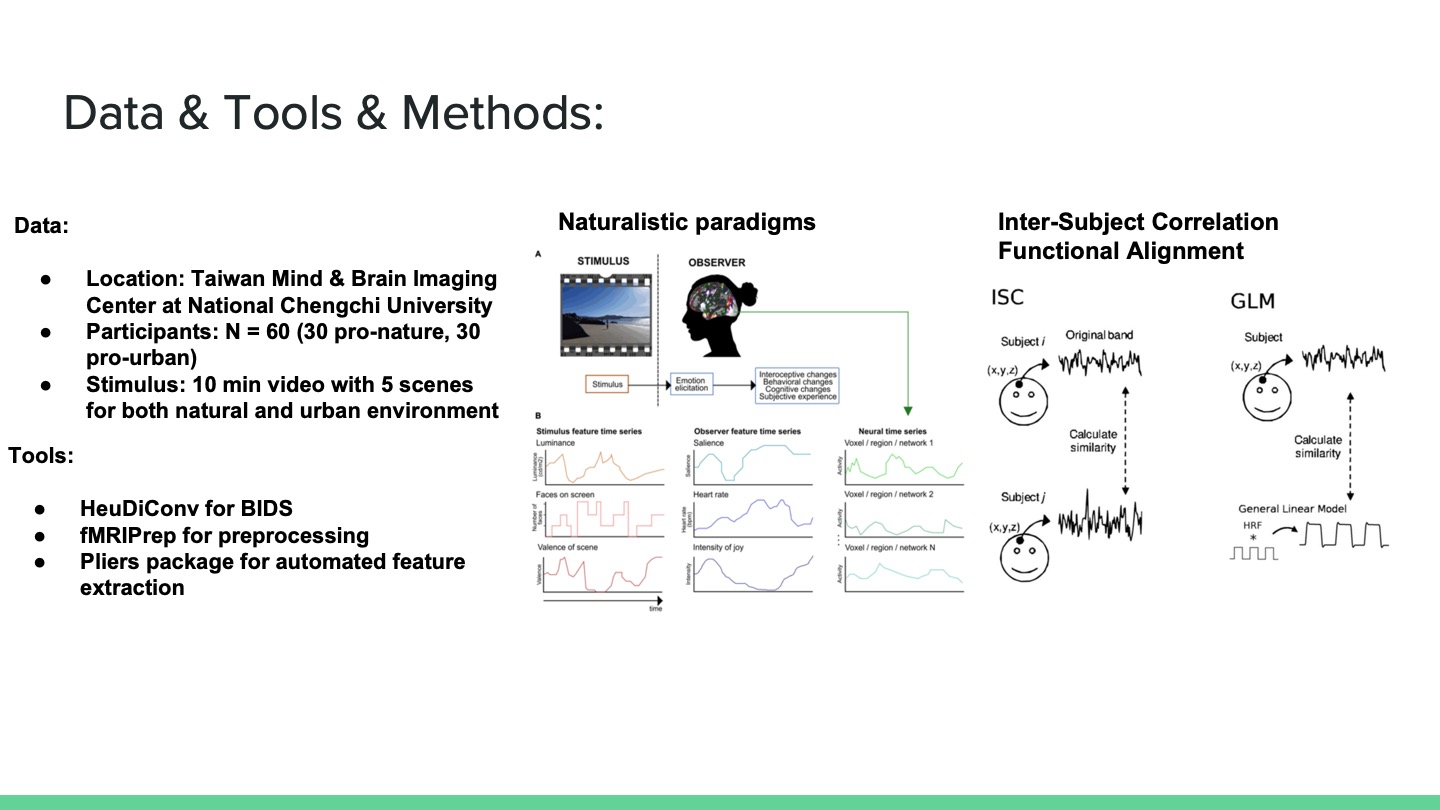 Data & Tools & Methods:
Data:
● Location: Taiwan Mind & Brain Imaging
Center at National Chengchi University
● Participants: N = 60 (30 pro-nature, 30
pro-urban)
● Stimulus: 10 min video with 5 scenes
for both natural and urban environment
Tools:
● HeuDiConv for BIDS
● fMRIPrep for preprocessing
● Pliers package for automated feature
extraction
Naturalistic paradigms
A
STIMULUS
OBSERVER
Stimulus
Emotion
elicitation
Interoceptive changes
Behavioral changes
Cognitive changes
Subjective experience
B
Stimulus feature time series
Luminance
Luminance
(cd/m2)
Faces on screen
Number of
faces
Valence of scene
Valence
time
Observer feature time series
Salience
Salience
Heart rate
Heart rate
(bpm)
Intensity of joy
Intensity
Neural time series
Voxel / region / network 1
Activity
Voxel / region / network 2
Activity
Voxel / region / network N
Activity
Inter-Subject Correlation
Functional Alignment
ISC
Subject i
Original band
(x,y,z)
Calculate
similarity
Subject j
(x,y,z)
GLM
Subject
(x,y,z)
Calculate
similarity
General Linear Model
HRF
*